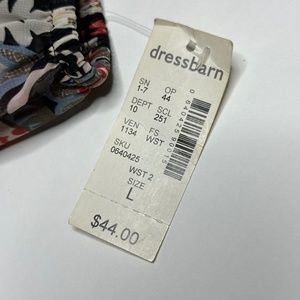 dressbarn
SN OP
1-7 44
DEPT SCL
10 251
VEN FS
1134 WST
SKU
0640425
WST 2
SIZE
L
$44.00